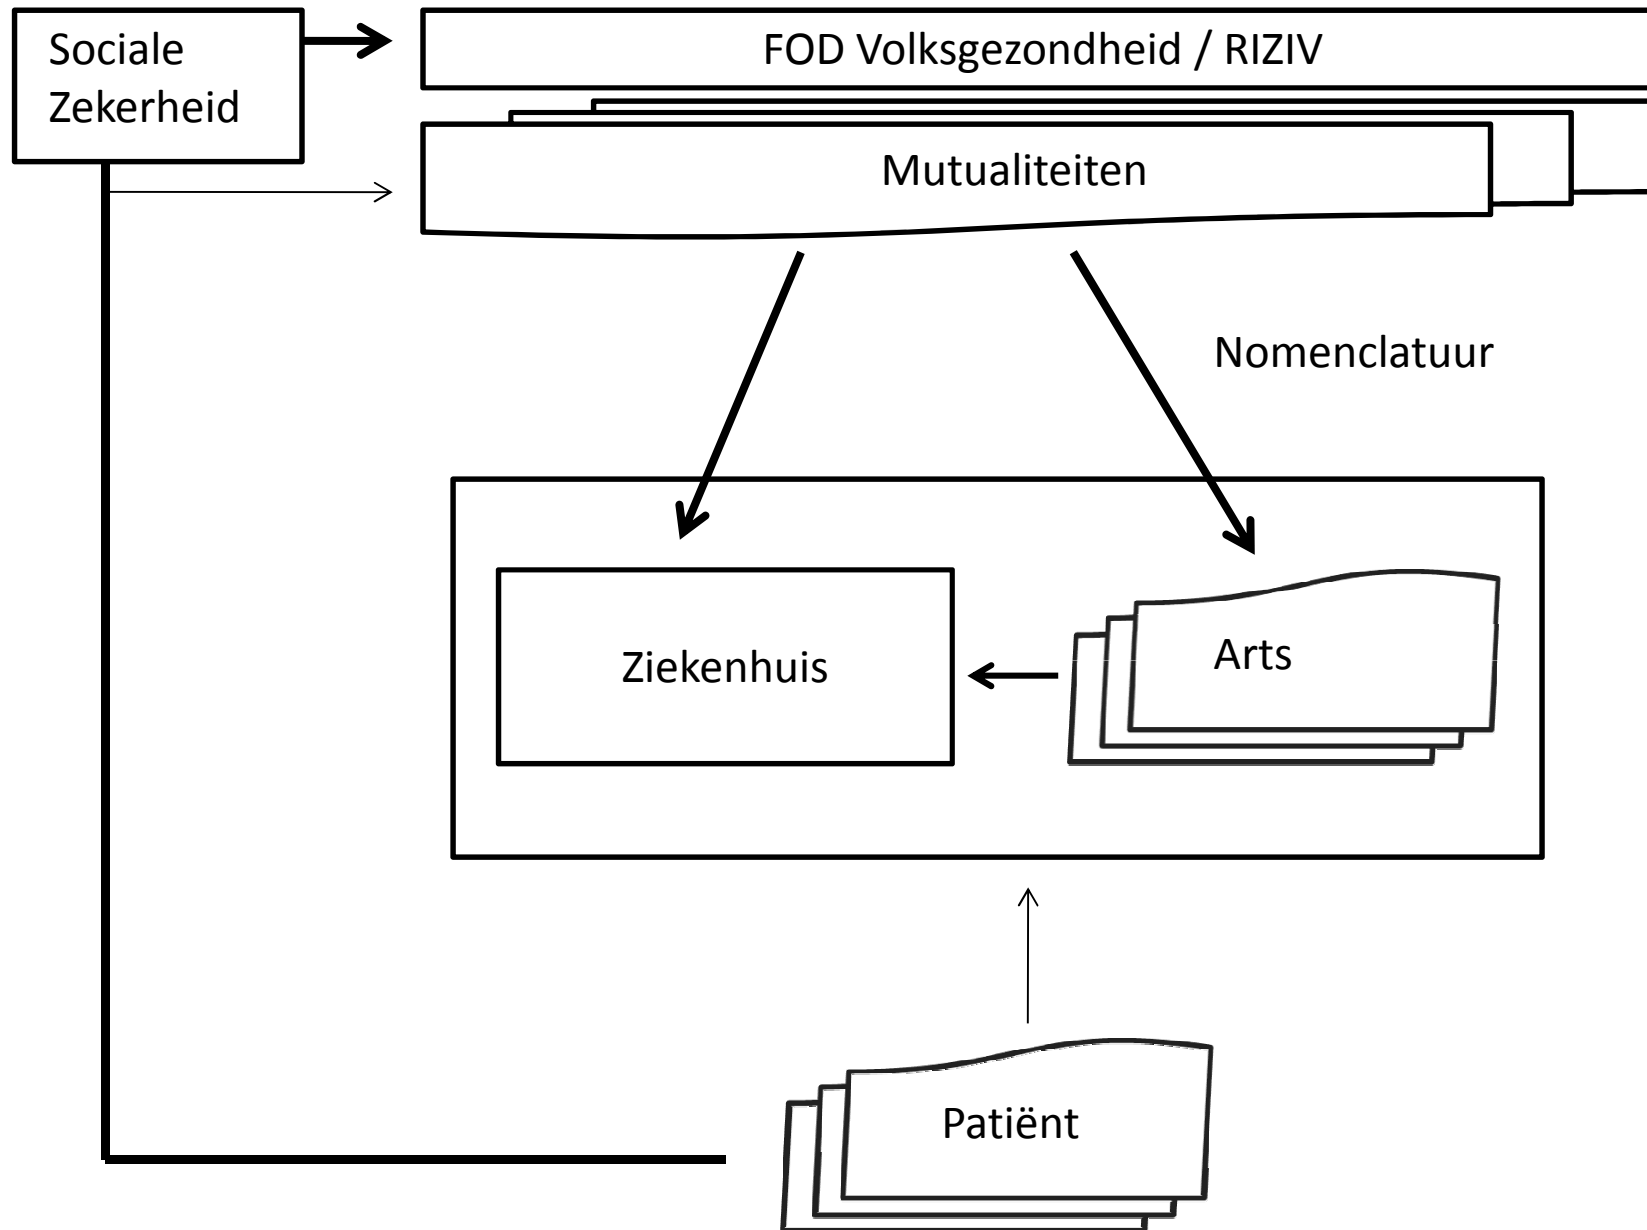 Sociale
Zekerheid
FOD Volksgezondheid / RIZIV
Mutualiteiten
Nomenclatuur
Ziekenhuis
Arts
Patiënt